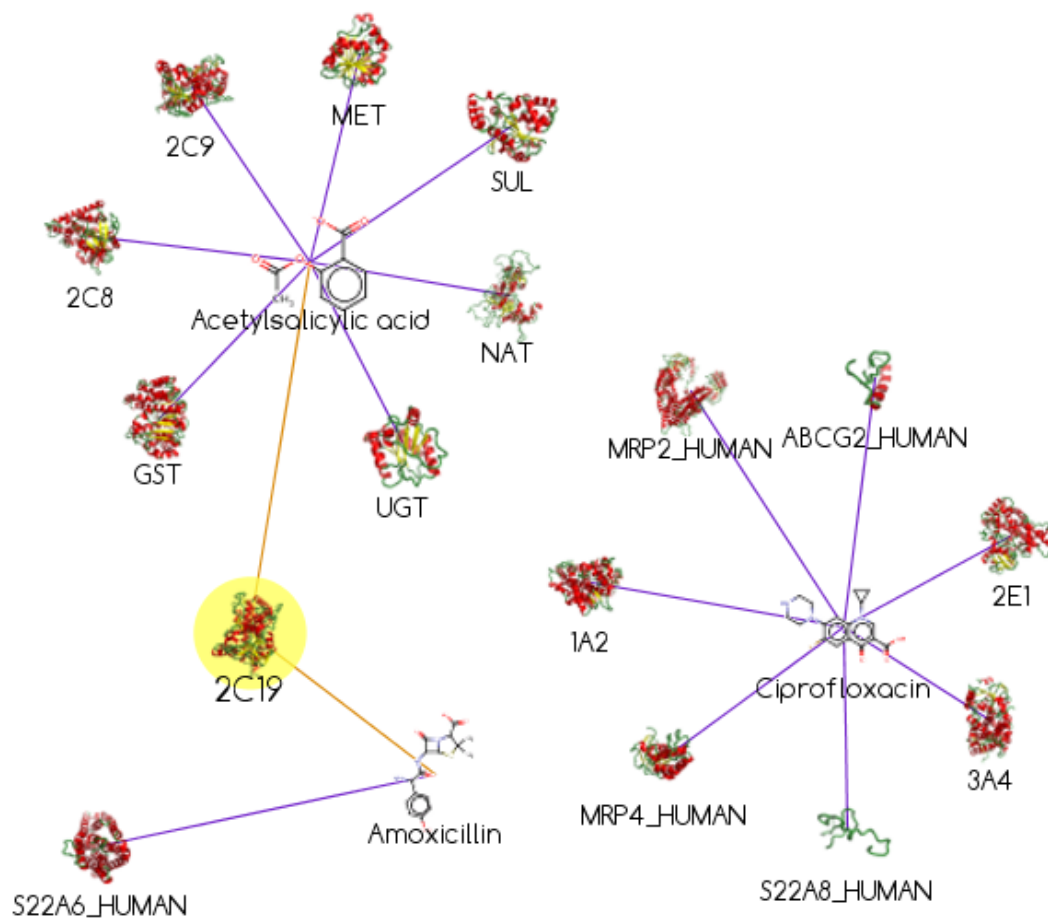 MET
2C9
SUL
2C8
Acetylsalicylic acid
NAT
GST
UGT
MRP2_HUMAN
ABCG2_HUMAN
2E1
1A2
2C19
Ciprofloxacin
3A4
MRP4_HUMAN
Amoxicillin
S22A6_HUMAN
S22A8_HUMAN